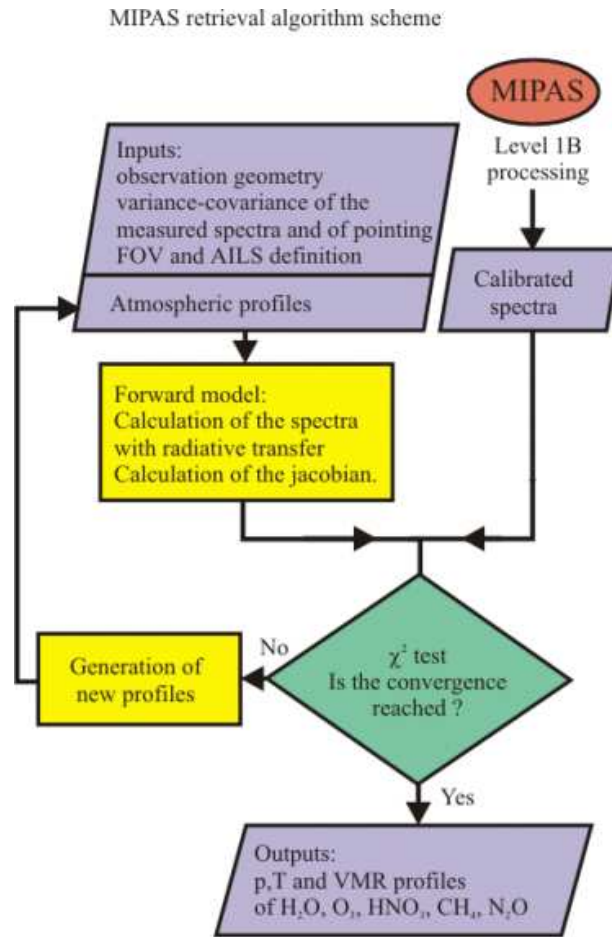 MIPAS retrieval algorithm scheme
MIPAS
Level 1B
processing
Inputs:
observation geometry
variance-covariance of the
measured spectra and of pointing
FOV and AILS definition
Atmospheric profiles
Calibrated
spectra
Forward model:
Calculation of the spectra
with radiative transfer
Calculation of the jacobian.
χ² test
Is the convergence
reached ?
No
Generation of
new profiles
Yes
Outputs:
p,T and VMR profiles
of H₂O, O₃, HNO₃, CH₄, N₂O